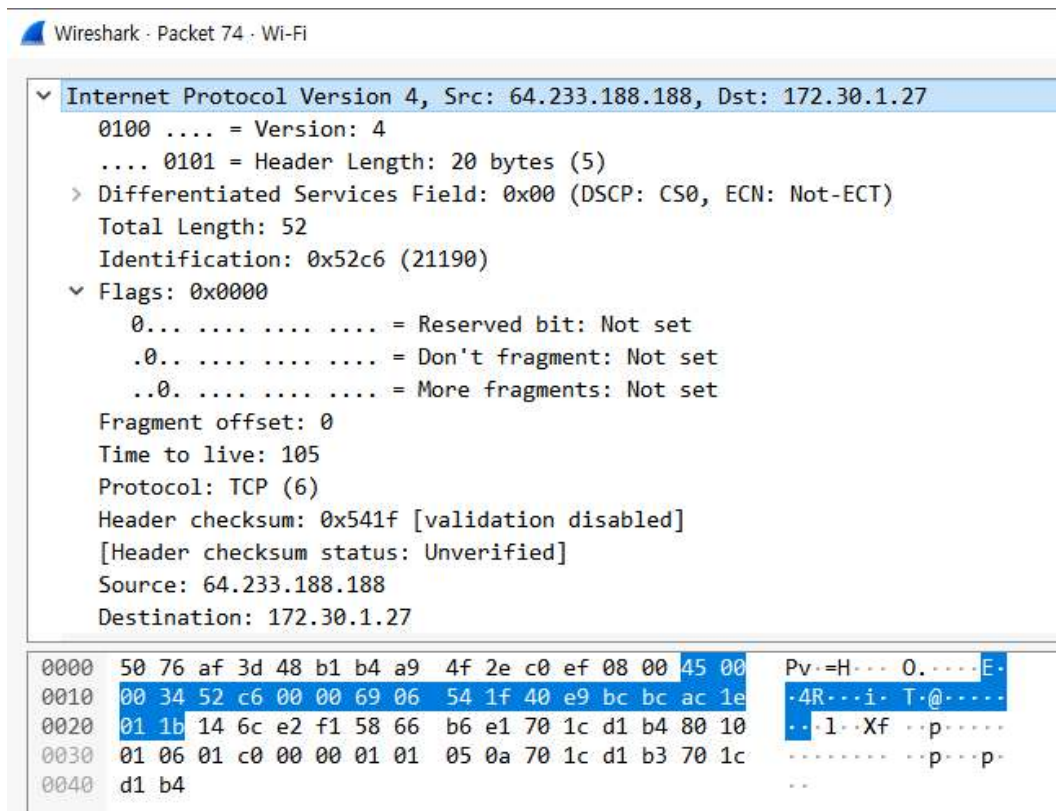 Wireshark · Packet 74 · Wi-Fi
Internet Protocol Version 4, Src: 64.233.188.188, Dst: 172.30.1.27
0100 .... = Version: 4
.... 0101 = Header Length: 20 bytes (5)
Differentiated Services Field: 0x00 (DSCP: CS0, ECN: Not-ECT)
Total Length: 52
Identification: 0x52c6 (21190)
Flags: 0x0000
0... .... .... .... = Reserved bit: Not set
.0.. .... .... .... = Don't fragment: Not set
..0. .... .... .... = More fragments: Not set
Fragment offset: 0
Time to live: 105
Protocol: TCP (6)
Header checksum: 0x541f [validation disabled]
[Header checksum status: Unverified]
Source: 64.233.188.188
Destination: 172.30.1.27
0000 50 76 af 3d 48 b1 b4 a9 4f 2e c0 ef 08 00 45 00 Pv·=H··· O.····E·
0010 00 34 52 c6 00 00 69 06 54 1f 40 e9 bc bc ac 1e ·4R···i· T·@·····
0020 01 1b 14 6c e2 f1 58 66 b6 e1 70 1c d1 b4 80 10 ···l··Xf ··p·····
0030 01 06 01 c0 00 00 01 01 05 0a 70 1c d1 b3 70 1c ········ ··p···p·
0040 d1 b4 ··